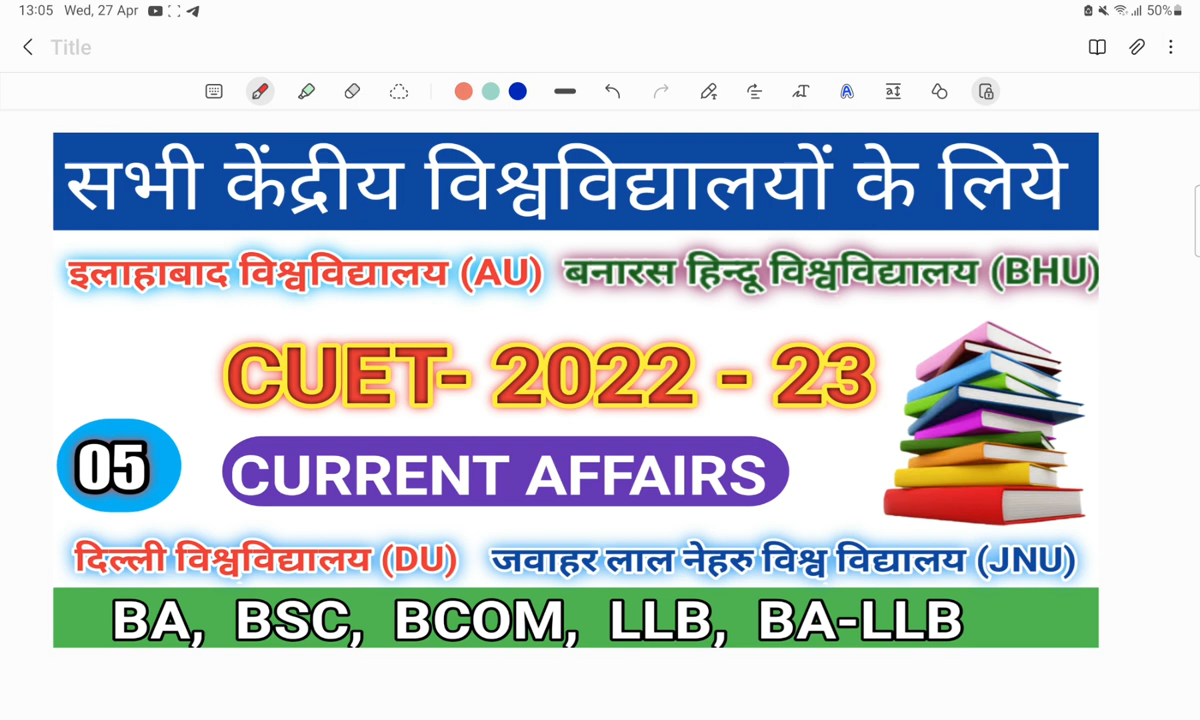 13:05 Wed, 27 Apr 50%
Title
सभी केंद्रीय विश्वविद्यालयों के लिये
इलाहाबाद विश्वविद्यालय (AU) बनारस हिन्दू विश्वविद्यालय (BHU)
CUET- 2022 - 23
05 CURRENT AFFAIRS
दिल्ली विश्वविद्यालय (DU) जवाहर लाल नेहरु विश्व विद्यालय (JNU)
BA, BSC, BCOM, LLB, BA-LLB